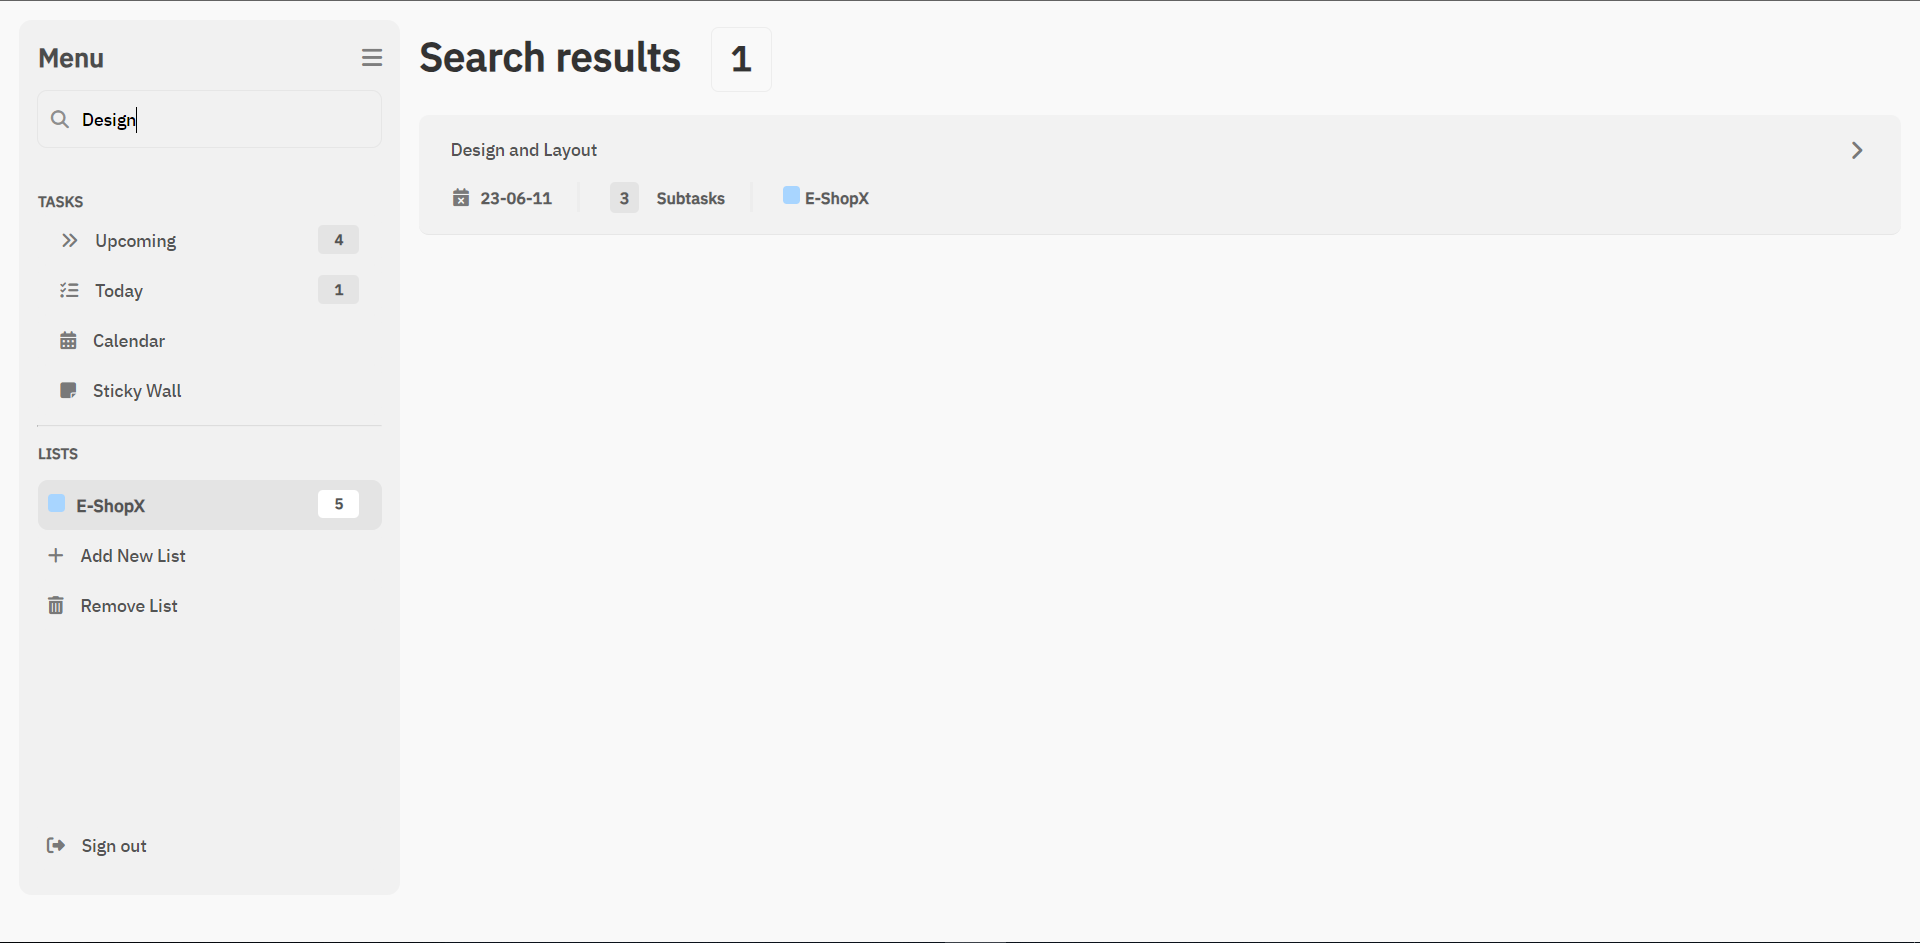 Menu
Design
TASKS
Upcoming 4
Today 1
Calendar
Sticky Wall
LISTS
E-ShopX 5
Add New List
Remove List
Sign out
Search results 1
Design and Layout
23-06-11 3 Subtasks E-ShopX